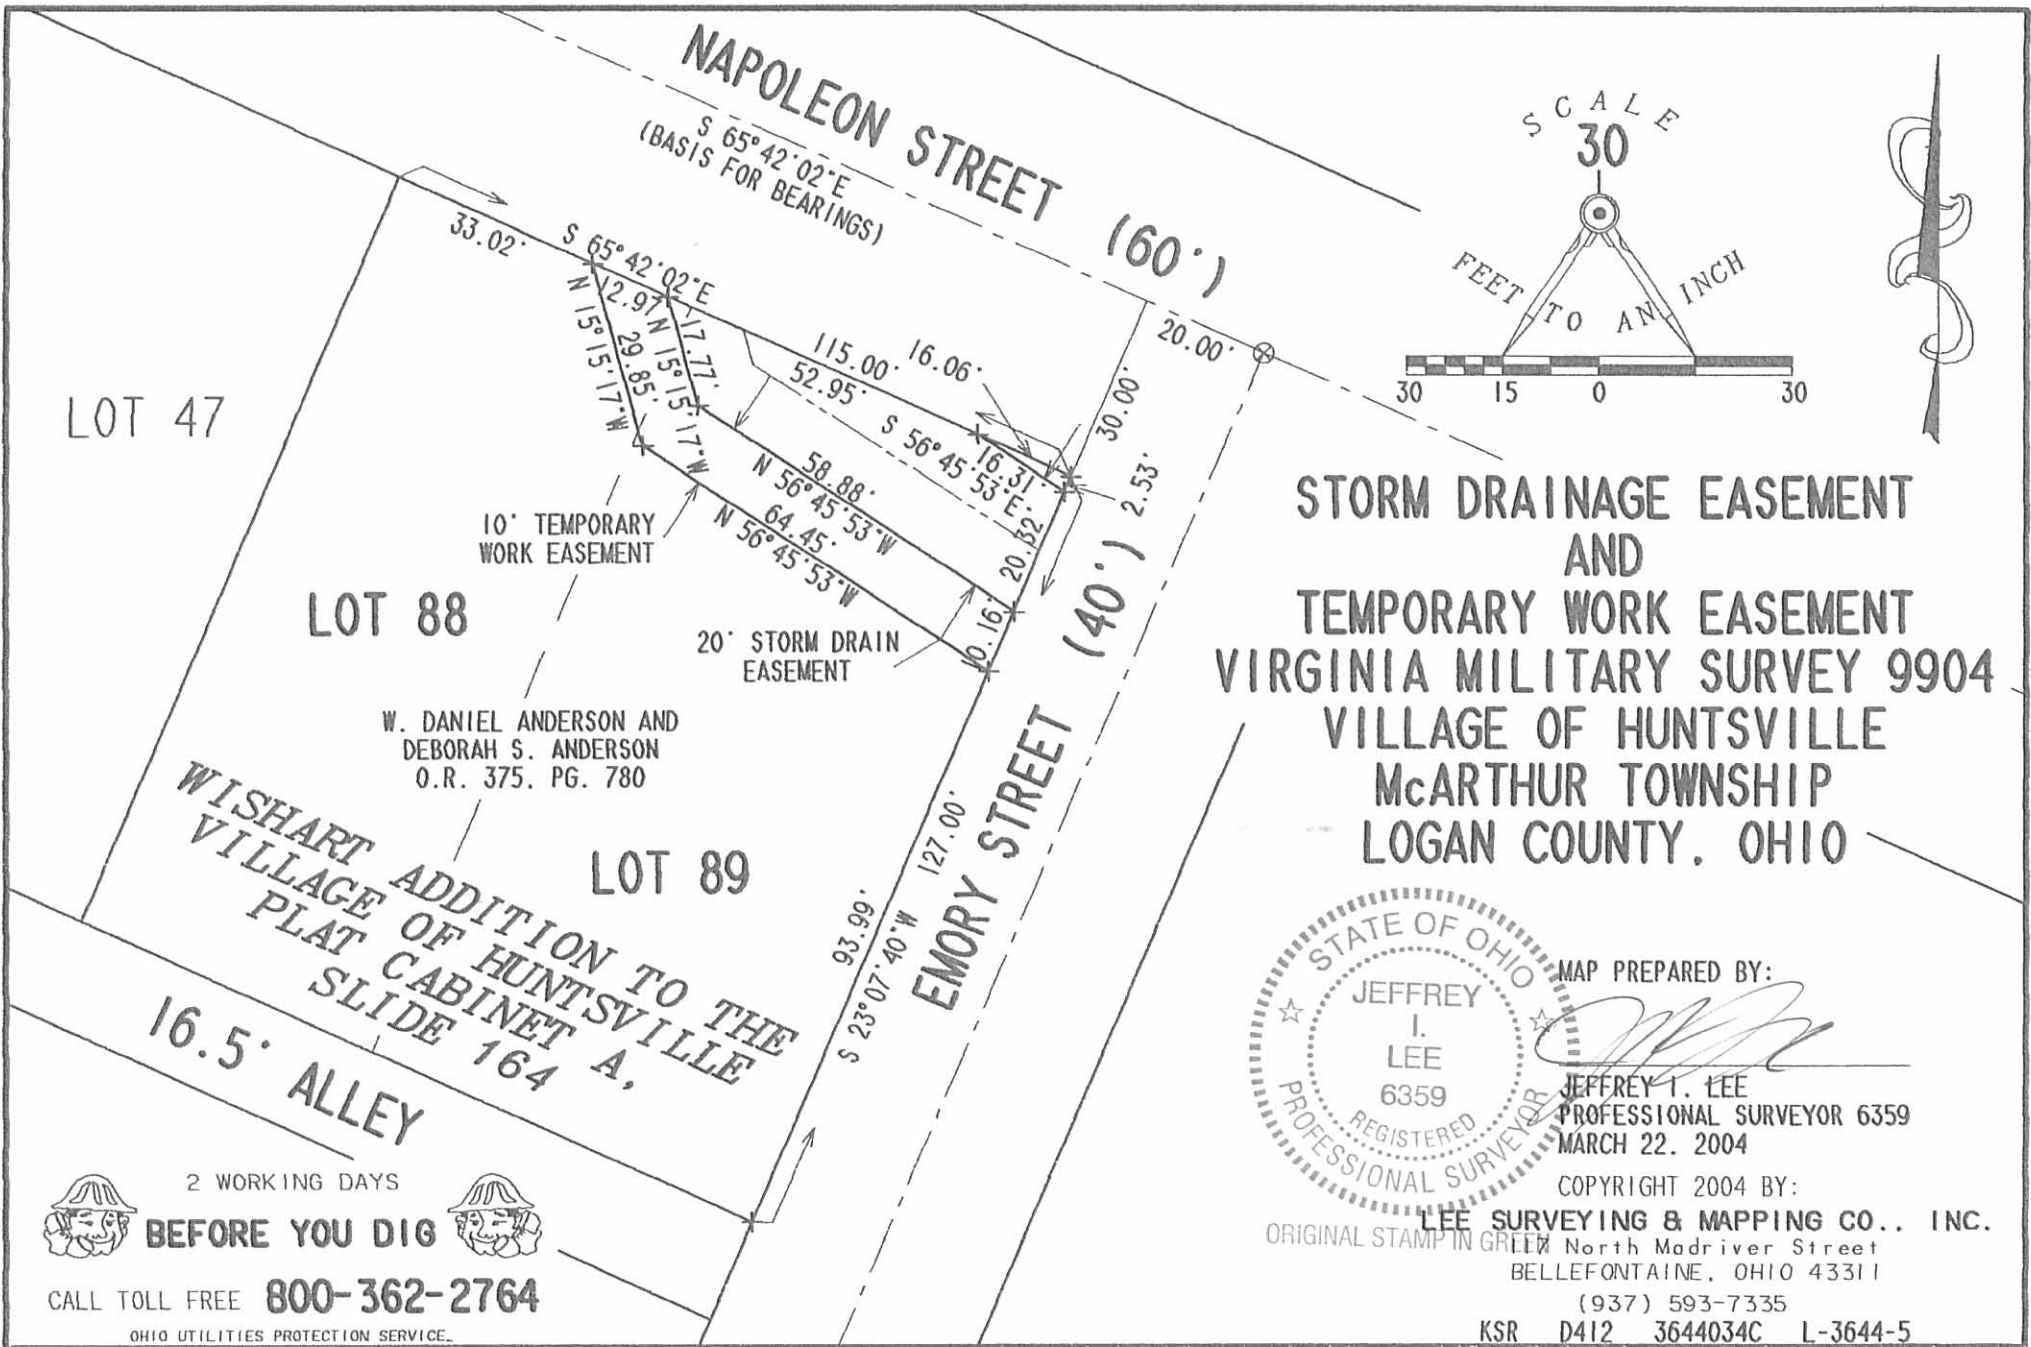 NAPOLEON STREET (60')
S 65°42'02"E
(BASIS FOR BEARINGS)
SCALE
30
FEET TO AN INCH
30 15 0 30
33.02'
S 65°42'02"E
12.97'
N 15°15'17"W
29.85'
17.77'
N 15°15'17"W
115.00'
52.95'
16.06'
20.00'
30.00'
2.53'
S 56°45'53"E
16.31'
58.88'
N 56°45'53"W
64.45'
N 56°45'53"W
20.32
10.16'
LOT 47
10' TEMPORARY
WORK EASEMENT
LOT 88
20' STORM DRAIN
EASEMENT
W. DANIEL ANDERSON AND
DEBORAH S. ANDERSON
O.R. 375. PG. 780
LOT 89
WISHART ADDITION TO THE
VILLAGE OF HUNTSVILLE
PLAT CABINET A,
SLIDE 164
16.5' ALLEY
EMORY STREET (40')
93.99'
127.00'
S 23°07'40"W
STORM DRAINAGE EASEMENT
AND
TEMPORARY WORK EASEMENT
VIRGINIA MILITARY SURVEY 9904
VILLAGE OF HUNTSVILLE
McARTHUR TOWNSHIP
LOGAN COUNTY. OHIO
STATE OF OHIO
JEFFREY
I.
LEE
6359
REGISTERED
PROFESSIONAL SURVEYOR
ORIGINAL STAMP IN GREEN
MAP PREPARED BY:
JEFFREY I. LEE
PROFESSIONAL SURVEYOR 6359
MARCH 22. 2004
COPYRIGHT 2004 BY:
LEE SURVEYING & MAPPING CO.. INC.
117 North Madriver Street
BELLEFONTAINE. OHIO 43311
(937) 593-7335
KSR D412 3644034C L-3644-5
2 WORKING DAYS
BEFORE YOU DIG
CALL TOLL FREE 800-362-2764
OHIO UTILITIES PROTECTION SERVICE.